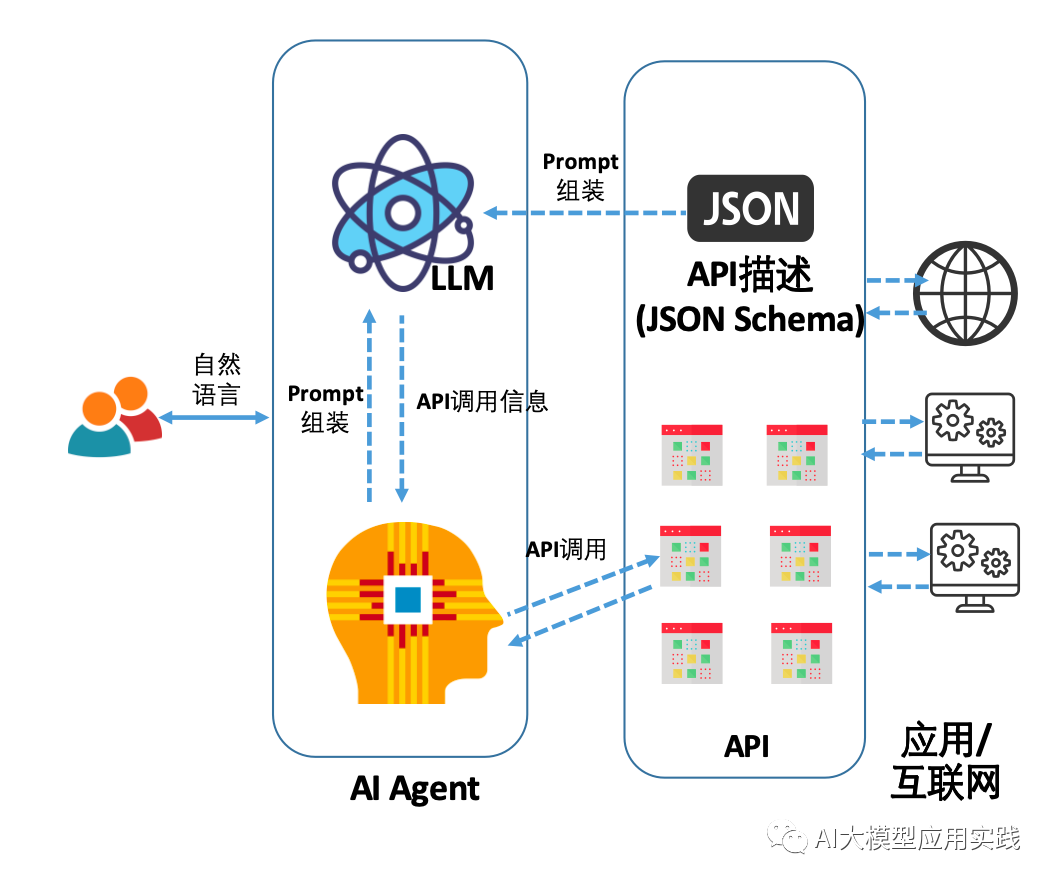 Prompt
组装
JSON
API描述
(JSON Schema)
LLM
自然
语言
Prompt
组装
API调用信息
API调用
API
AI Agent
应用/
互联网
AI大模型应用实践